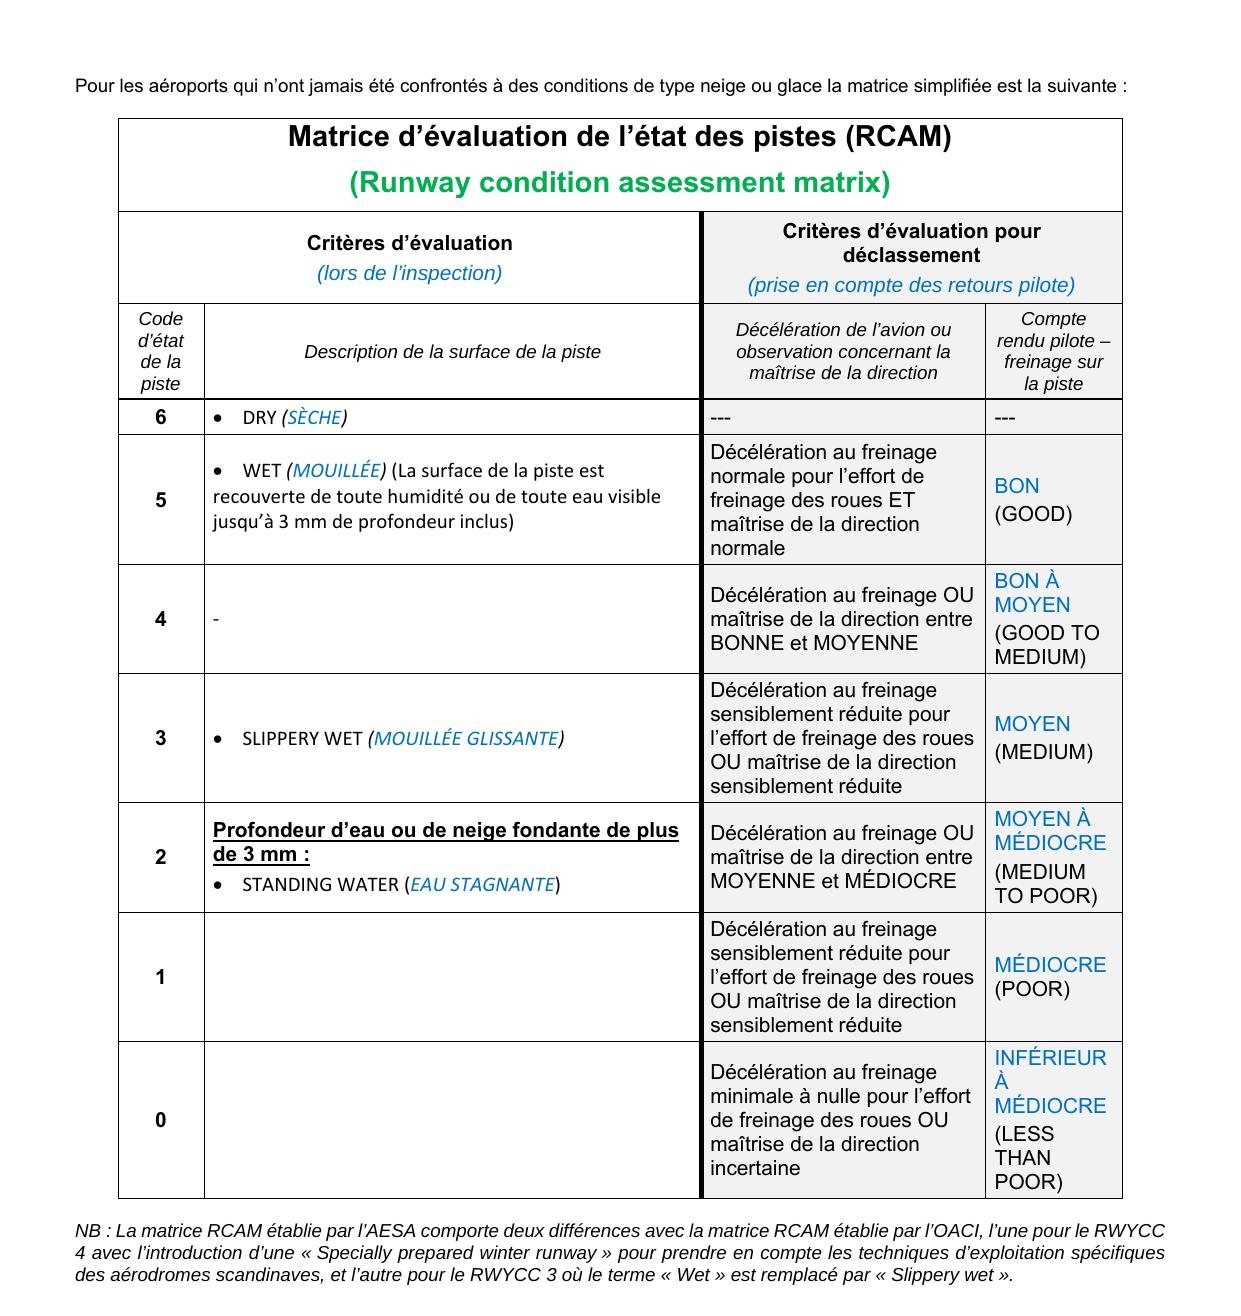 Pour les aéroports qui n’ont jamais été confrontés à des conditions de type neige ou glace la matrice simplifiée est la suivante :
Matrice d’évaluation de l’état des pistes (RCAM)
(Runway condition assessment matrix)
Critères d’évaluation
(lors de l’inspection)
Critères d’évaluation pour
déclassement
(prise en compte des retours pilote)
Code
d’état
de la
piste
Description de la surface de la piste
Décélération de l’avion ou
observation concernant la
maîtrise de la direction
Compte
rendu pilote –
freinage sur
la piste
6
• DRY (SÈCHE)
---
---
5
• WET (MOUILLÉE) (La surface de la piste est
recouverte de toute humidité ou de toute eau visible
jusqu’à 3 mm de profondeur inclus)
Décélération au freinage
normale pour l’effort de
freinage des roues ET
maîtrise de la direction
normale
BON
(GOOD)
4
-
Décélération au freinage OU
maîtrise de la direction entre
BONNE et MOYENNE
BON À
MOYEN
(GOOD TO
MEDIUM)
3
• SLIPPERY WET (MOUILLÉE GLISSANTE)
Décélération au freinage
sensiblement réduite pour
l’effort de freinage des roues
OU maîtrise de la direction
sensiblement réduite
MOYEN
(MEDIUM)
2
Profondeur d’eau ou de neige fondante de plus
de 3 mm :
• STANDING WATER (EAU STAGNANTE)
Décélération au freinage OU
maîtrise de la direction entre
MOYENNE et MÉDIOCRE
MOYEN À
MÉDIOCRE
(MEDIUM
TO POOR)
1
Décélération au freinage
sensiblement réduite pour
l’effort de freinage des roues
OU maîtrise de la direction
sensiblement réduite
MÉDIOCRE
(POOR)
0
Décélération au freinage
minimale à nulle pour l’effort
de freinage des roues OU
maîtrise de la direction
incertaine
INFÉRIEUR
À
MÉDIOCRE
(LESS
THAN
POOR)
NB : La matrice RCAM établie par l’AESA comporte deux différences avec la matrice RCAM établie par l’OACI, l’une pour le RWYCC
4 avec l’introduction d’une « Specially prepared winter runway » pour prendre en compte les techniques d’exploitation spécifiques
des aérodromes scandinaves, et l’autre pour le RWYCC 3 où le terme « Wet » est remplacé par « Slippery wet ».